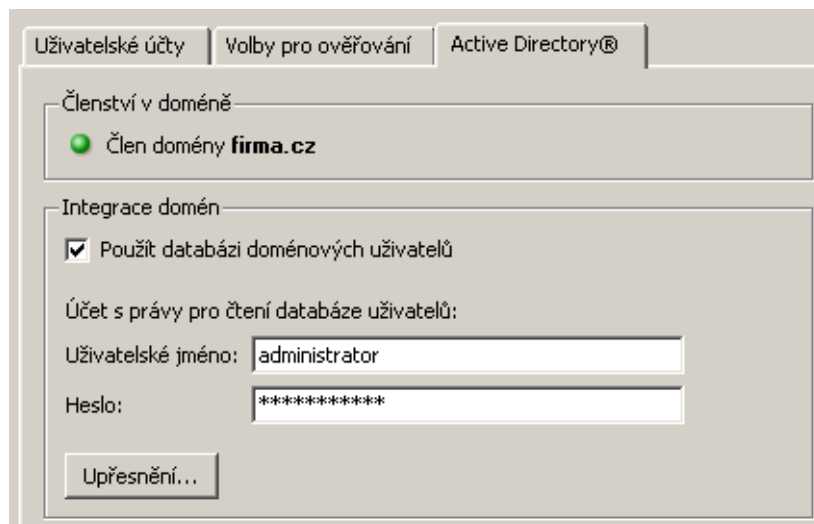 Uživatelské účty
Volby pro ověřování
Active Directory®
Členství v doméně
Člen domény firma.cz
Integrace domén
Použít databázi doménových uživatelů
Účet s právy pro čtení databáze uživatelů:
Uživatelské jméno: administrator
Heslo: ***********
Upřesnění...